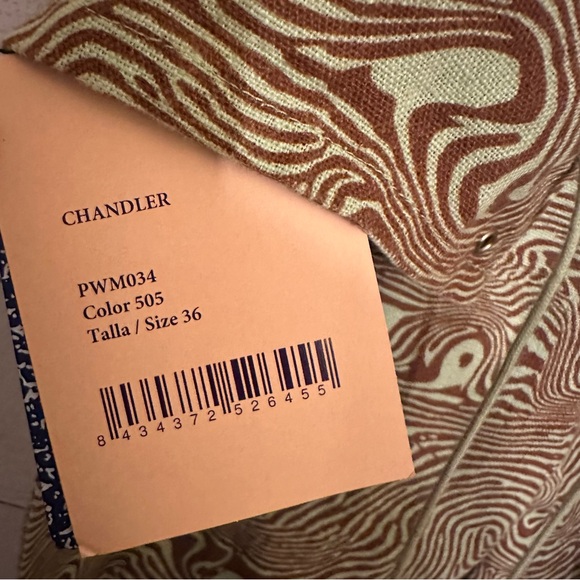 CHANDLER
PWM034
Color 505
Talla / Size 36
8 434372 526455